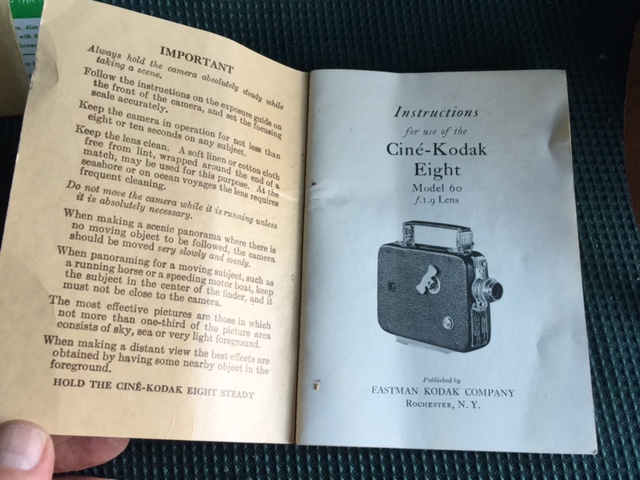 IMPORTANT
Always hold the camera absolutely steady while
taking a scene.
Follow the instructions on the exposure guide on
the front of the camera, and set the focusing
scale accurately.
Keep the camera in operation for not less than
eight or ten seconds on any subject.
Keep the lens clean. A soft linen or cotton cloth
free from lint, wrapped around the end of a
match, may be used for this purpose. At the
seashore or on ocean voyages the lens requires
frequent cleaning.
Do not move the camera while it is running unless
it is absolutely necessary.
When making a scenic panorama where there is
no moving object to be followed, the camera
should be moved very slowly and evenly.
When panoraming for a moving subject, such as
a running horse or a speeding motor boat, keep
the subject in the center of the finder, and it
must not be close to the camera.
The most effective pictures are those in which
not more than one-third of the picture area
consists of sky, sea or very light foreground.
When making a distant view the best effects are
obtained by having some nearby object in the
foreground.
HOLD THE CINÉ-KODAK EIGHT STEADY
Instructions
for use of the
Ciné-Kodak
Eight
Model 60
f.1.9 Lens
Published by
EASTMAN KODAK COMPANY
ROCHESTER, N. Y.